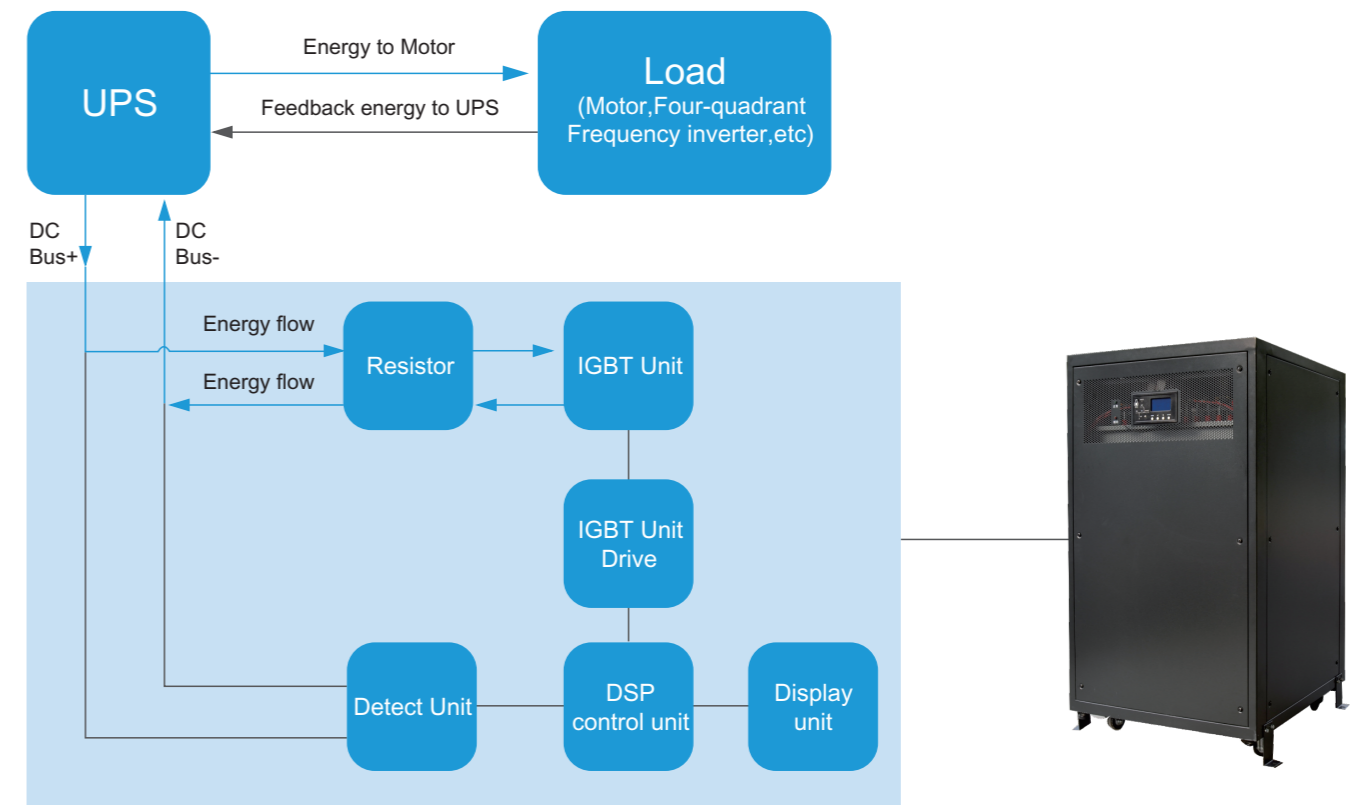 UPS
Energy to Motor
Feedback energy to UPS
Load
(Motor,Four-quadrant
Frequency inverter,etc)
DC
Bus+
DC
Bus-
Energy flow
Energy flow
Resistor
IGBT Unit
IGBT Unit
Drive
Detect Unit
DSP
control unit
Display
unit